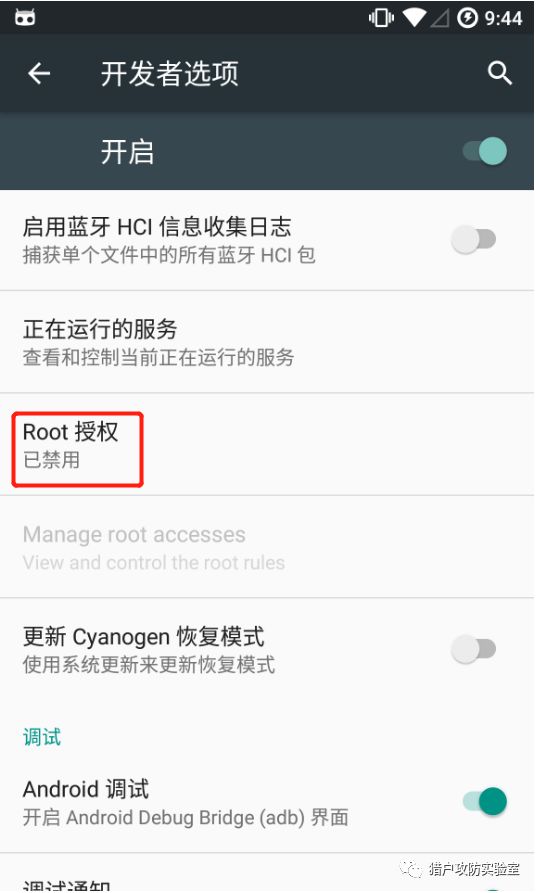 9:44
开发者选项
开启
启用蓝牙 HCI 信息收集日志
捕获单个文件中的所有蓝牙 HCI 包
正在运行的服务
查看和控制当前正在运行的服务
Root 授权
已禁用
Manage root accesses
View and control the root rules
更新 Cyanogen 恢复模式
使用系统更新来更新恢复模式
调试
Android 调试
开启 Android Debug Bridge (adb) 界面
调试通知
猎户攻防实验室